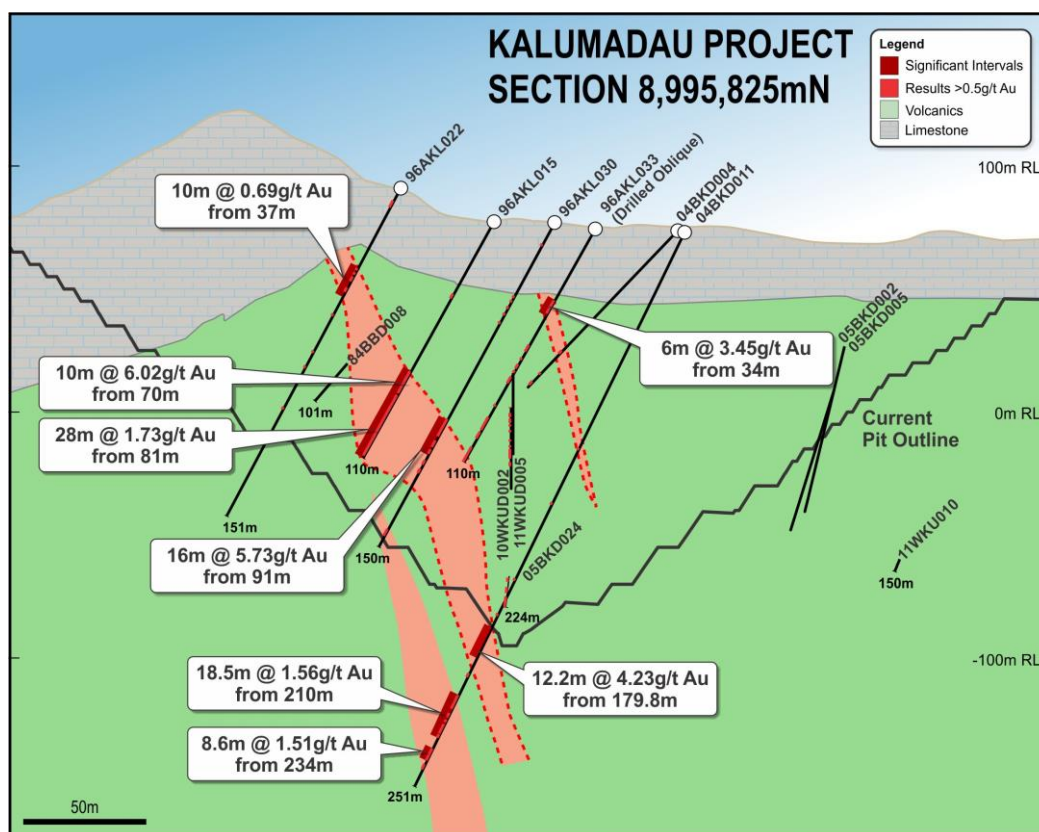 KALUMADAU PROJECT
SECTION 8,995,825mN
Legend
Significant Intervals
Results >0.5g/t Au
Volcanics
Limestone
100m RL
96AKL022
96AKL015
96AKL030
96AKL033
(Drilled Oblique)
04BKD004
04BKD011
10m @ 0.69g/t Au
from 37m
84BBD008
05BKD002
05BKD005
6m @ 3.45g/t Au
from 34m
10m @ 6.02g/t Au
from 70m
101m
0m RL
Current
Pit Outline
28m @ 1.73g/t Au
from 81m
110m
110m
10WKUD002
11WKUD005
151m
150m
16m @ 5.73g/t Au
from 91m
05BKD024
11WKU010
150m
224m
-100m RL
18.5m @ 1.56g/t Au
from 210m
12.2m @ 4.23g/t Au
from 179.8m
8.6m @ 1.51g/t Au
from 234m
251m
50m